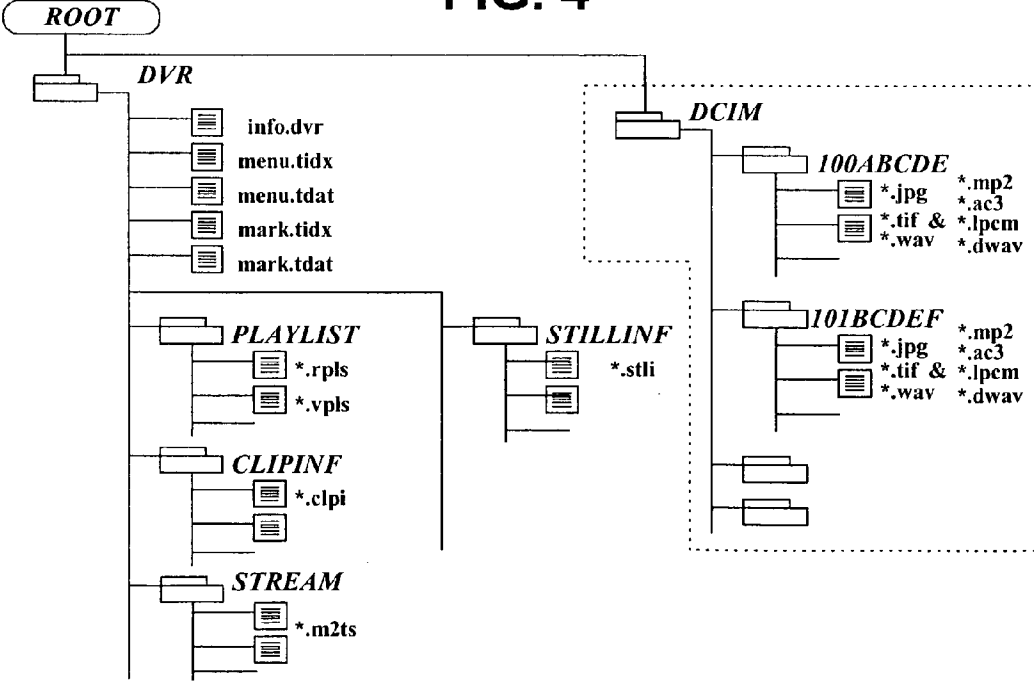 FIG. 4
ROOT
DVR
info.dvr
menu.tidx
menu.tdat
mark.tidx
mark.tdat
PLAYLIST
*.rpls
*.vpls
CLIPINF
*.clpi
STREAM
*.m2ts
STILLINF
*.stli
DCIM
100ABCDE
*.jpg *.mp2
*.ac3
*.tif & *.lpcm
*.wav *.dwav
101BCDEF
*.jpg *.mp2
*.ac3
*.tif & *.lpcm
*.wav *.dwav